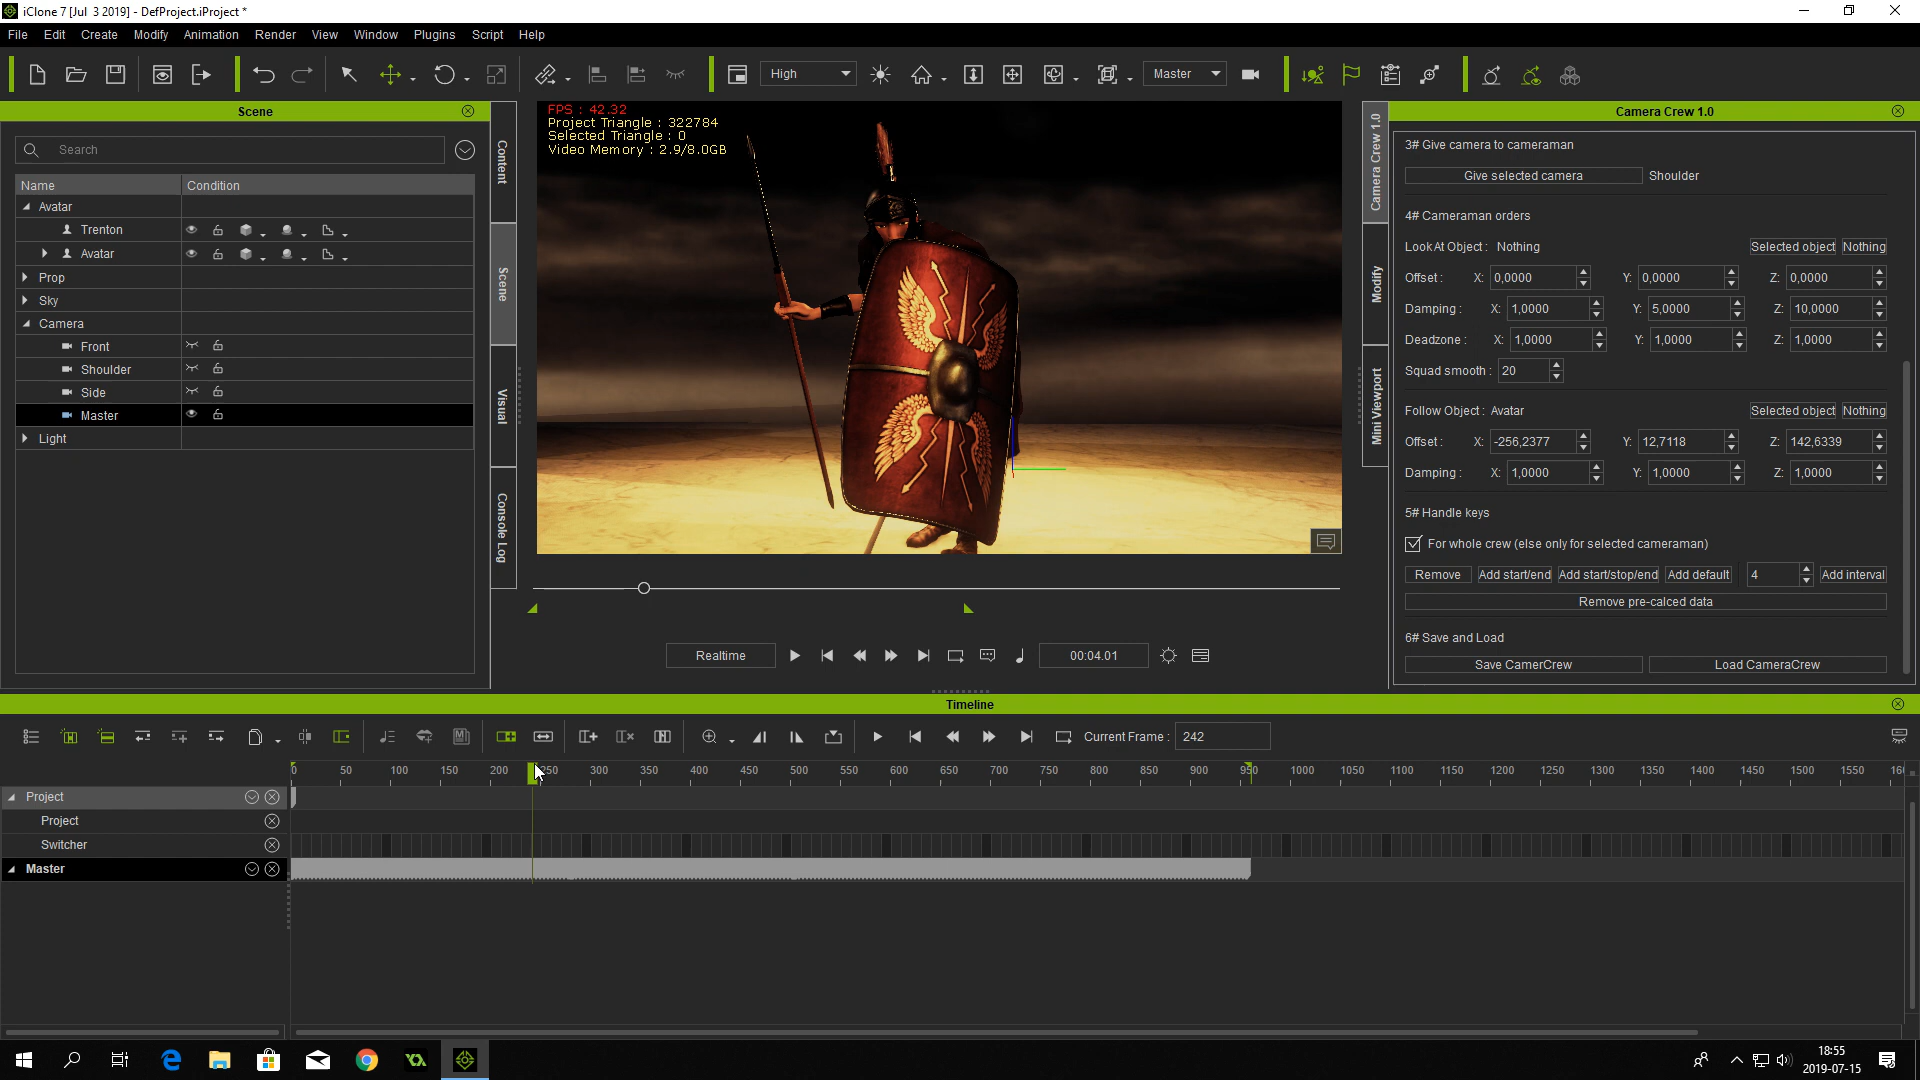 iClone 7 [Jul  3 2019] - DefProject.iProject *
File Edit Create Modify Animation Render View Window Plugins Script Help
High Master
Scene
Search
Name Condition
Avatar
Trenton
Avatar
Prop
Sky
Camera
Front
Shoulder
Side
Master
Light
Content
Scene
Visual
Console Log
FPS : 42.32
Project Triangle : 322784
Selected Triangle : 0
Video Memory : 2.9/8.0GB
Realtime 00:04.01
Camera Crew 1.0
Modify
Mini Viewport
Camera Crew 1.0
3# Give camera to cameraman
Give selected camera Shoulder
4# Cameraman orders
Look At Object : Nothing Selected object Nothing
Offset : X: 0,0000 Y: 0,0000 Z: 0,0000
Damping : X: 1,0000 Y: 5,0000 Z: 10,0000
Deadzone : X: 1,0000 Y: 1,0000 Z: 1,0000
Squad smooth : 20
Follow Object : Avatar Selected object Nothing
Offset : X: -256,2377 Y: 12,7118 Z: 142,6339
Damping : X: 1,0000 Y: 1,0000 Z: 1,0000
5# Handle keys
For whole crew (else only for selected cameraman)
Remove Add start/end Add start/stop/end Add default 4 Add interval
Remove pre-calced data
6# Save and Load
Save CamerCrew Load CameraCrew
Timeline
Current Frame : 242
0 50 100 150 200 250 300 350 400 450 500 550 600 650 700 750 800 850 900 950 1000 1050 1100 1150 1200 1250 1300 1350 1400 1450 1500 1550
Project
Project
Switcher
Master
18:55
2019-07-15